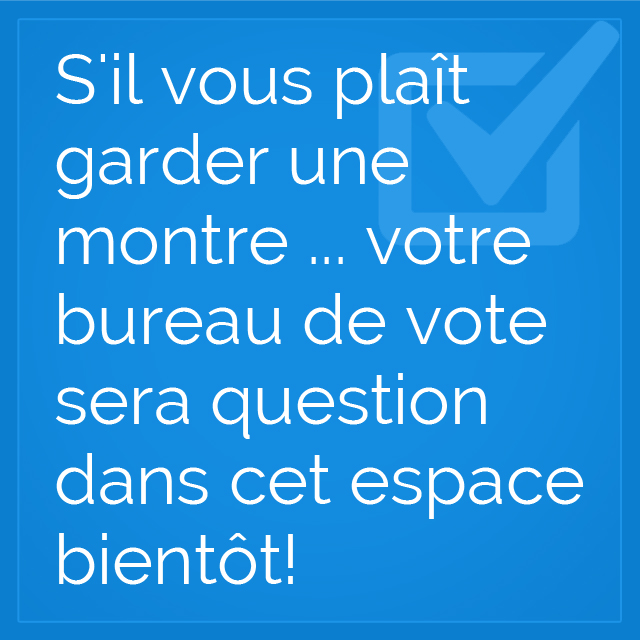 S'il vous plaît
garder une
montre ... votre
bureau de vote
sera question
dans cet espace
bientôt!